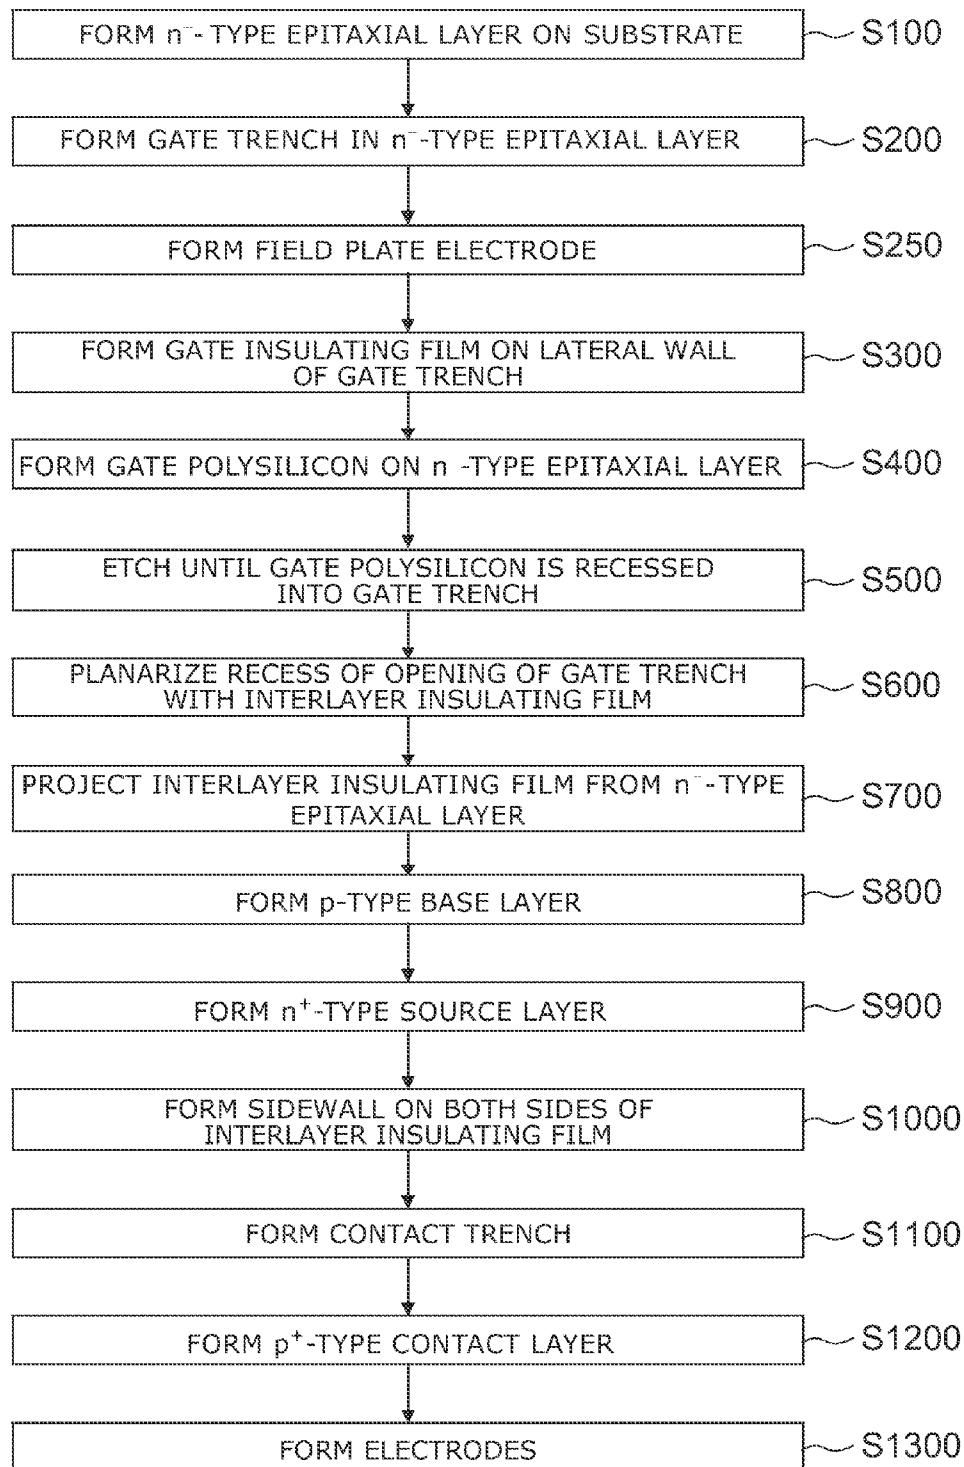 FORM n⁻-TYPE EPITAXIAL LAYER ON SUBSTRATE
S100
FORM GATE TRENCH IN n⁻-TYPE EPITAXIAL LAYER
S200
FORM FIELD PLATE ELECTRODE
S250
FORM GATE INSULATING FILM ON LATERAL WALL
OF GATE TRENCH
S300
FORM GATE POLYSILICON ON n -TYPE EPITAXIAL LAYER
S400
ETCH UNTIL GATE POLYSILICON IS RECESSED
INTO GATE TRENCH
S500
PLANARIZE RECESS OF OPENING OF GATE TRENCH
WITH INTERLAYER INSULATING FILM
S600
PROJECT INTERLAYER INSULATING FILM FROM n⁻-TYPE
EPITAXIAL LAYER
S700
FORM p-TYPE BASE LAYER
S800
FORM n⁺-TYPE SOURCE LAYER
S900
FORM SIDEWALL ON BOTH SIDES OF
INTERLAYER INSULATING FILM
S1000
FORM CONTACT TRENCH
S1100
FORM p⁺-TYPE CONTACT LAYER
S1200
FORM ELECTRODES
S1300